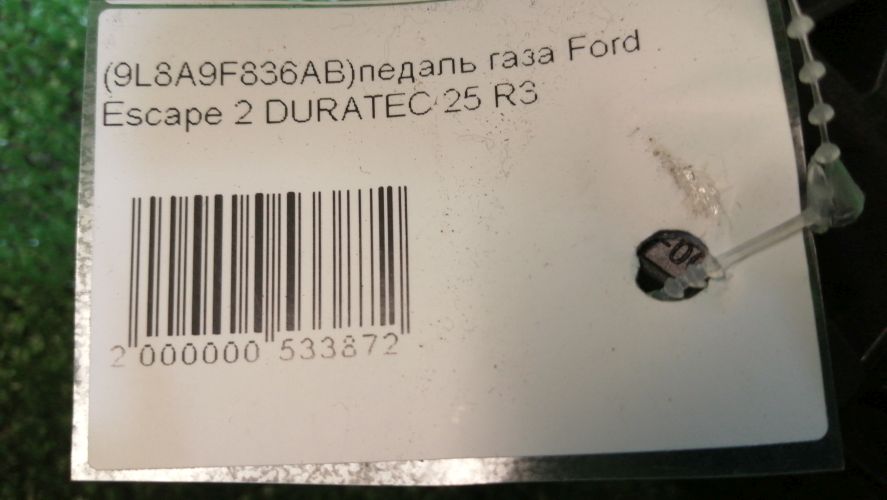 (9L8A9F836AB)педаль газа Ford
Escape 2 DURATEC 25 R3
2 000000 533872